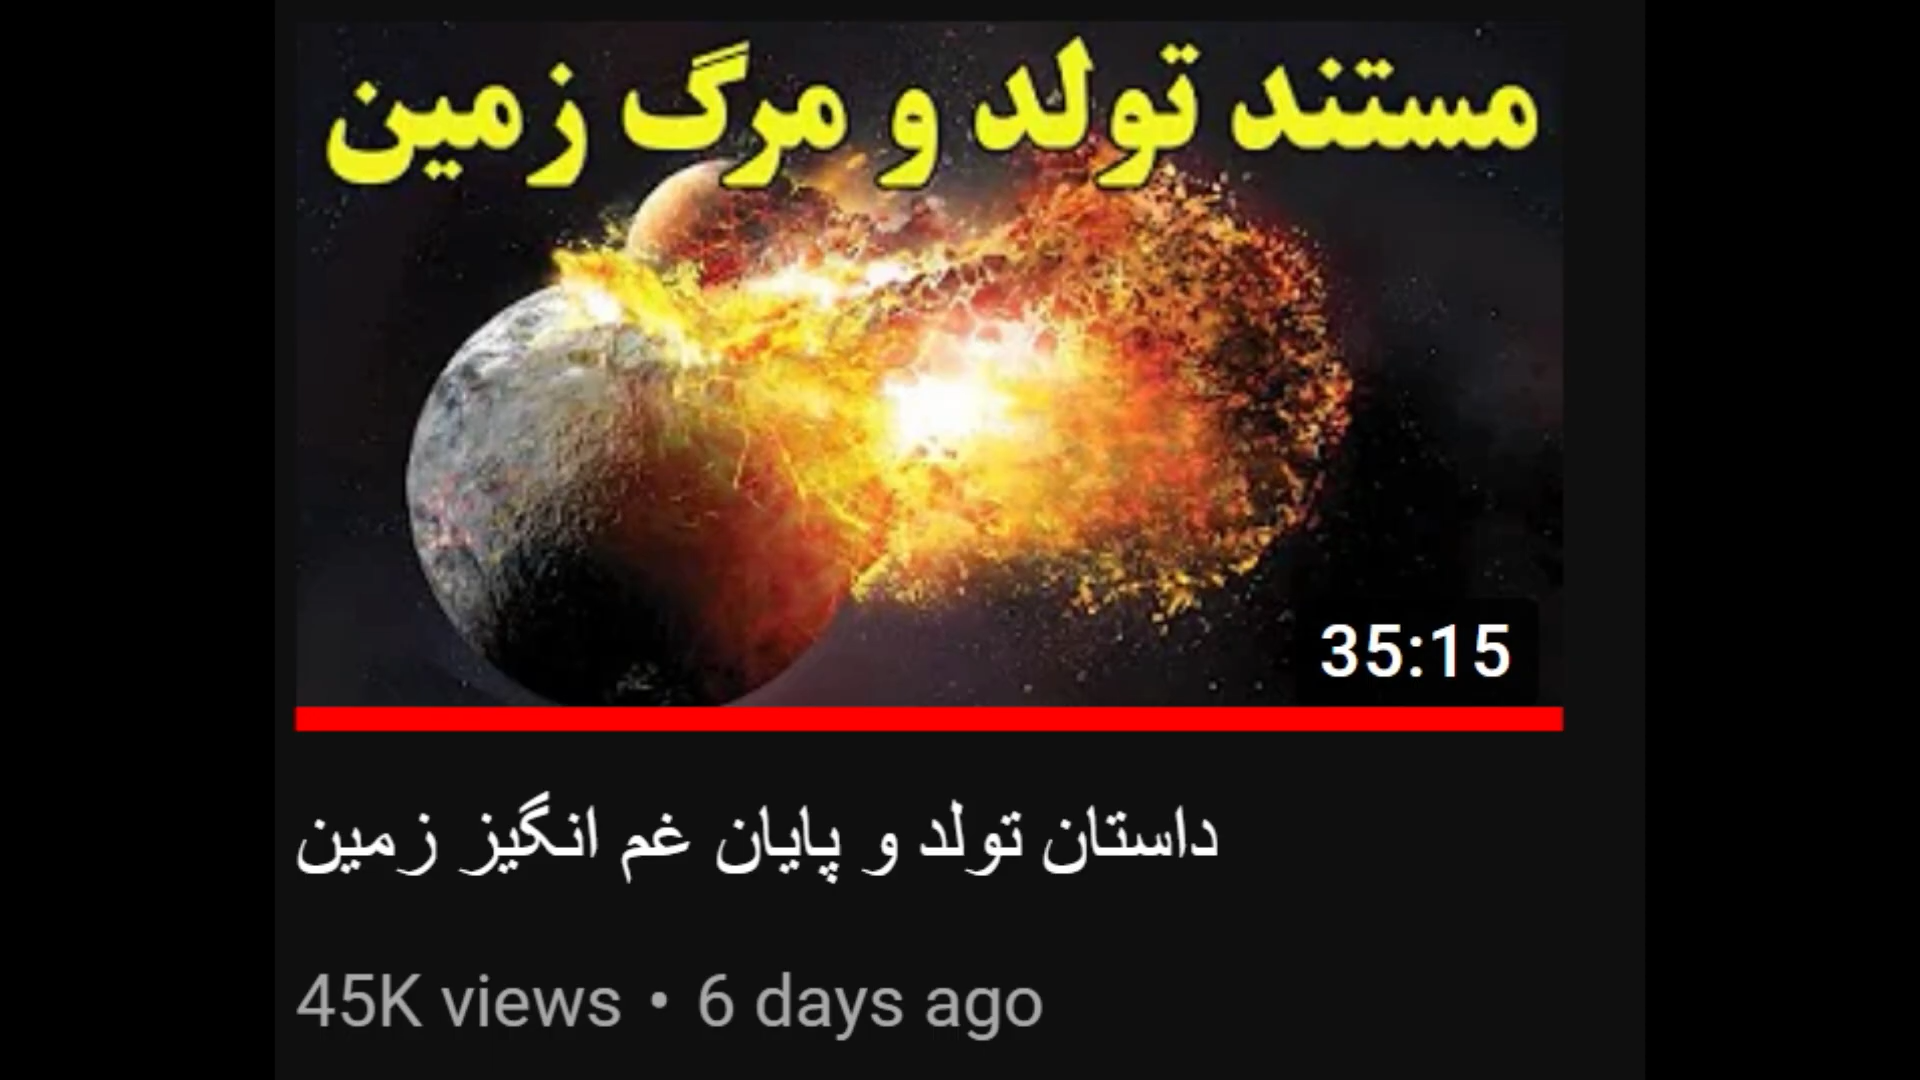 مستند تولد و مرگ زمین
35:15
داستان تولد و پایان غم انگیز زمین
45K views • 6 days ago